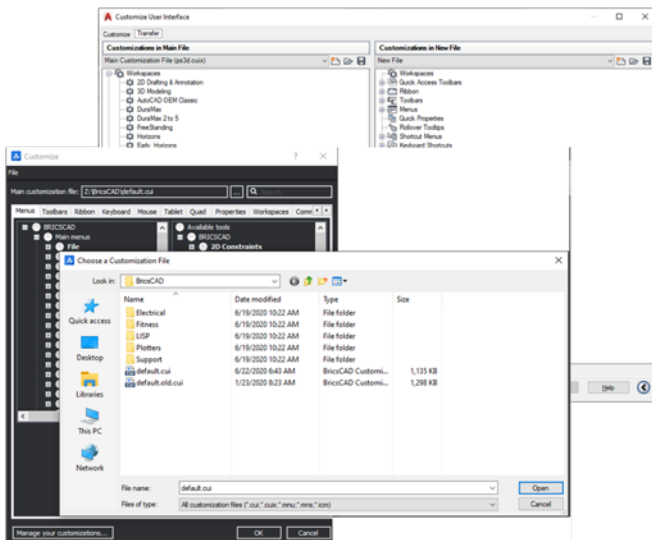 Customize User Interface
Customize Transfer
Customizations in Main File
Main Customization File (ps3d.cuix)
Workspaces
2D Drafting & Annotation
3D Modeling
AutoCAD OEM Classic
DuraMax
DuraMax 2 to 5
FreeStanding
Horizons
Early Horizons
Customizations in New File
New File
Workspaces
Quick Access Toolbars
Ribbon
Toolbars
Menus
Quick Properties
Rollover Tooltips
Shortcut Menus
Keyboard Shortcuts
Help
Customize
File
Main customization file: Z:\BricsCAD\default.cui ... Search
Menus Toolbars Ribbon Keyboard Mouse Tablet Quad Properties Workspaces Comm
BRICSCAD
Main menus
File
Available tools
BRICSCAD
2D Constraints
Choose a Customization File
Look in: BricsCAD
Name Date modified Type Size
Electrical 6/19/2020 10:22 AM File folder
Fitness 6/19/2020 10:22 AM File folder
LISP 6/19/2020 10:22 AM File folder
Plotters 6/19/2020 10:22 AM File folder
Support 6/19/2020 10:22 AM File folder
default.cui 6/22/2020 6:43 AM BricsCAD Customi... 1,135 KB
default.old.cui 1/23/2020 8:23 AM BricsCAD Customi... 1,298 KB
Quick access
Desktop
Libraries
This PC
Network
File name: default.cui Open
Files of type: All customization files (*.cui;*.cuix;*.mnu;*.mns;*.icm) Cancel
Manage your customizations... OK Cancel